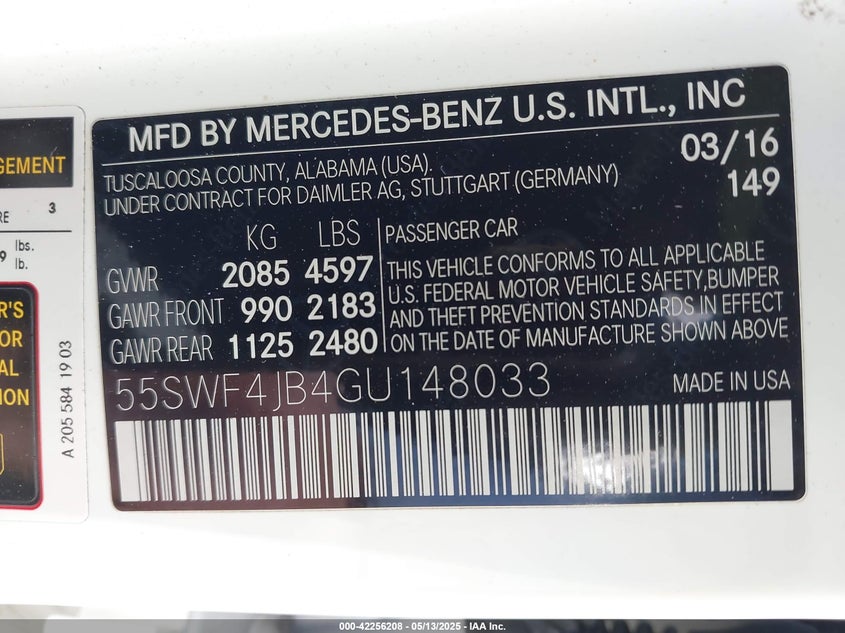 MFD BY MERCEDES-BENZ U.S. INTL., INC
TUSCALOOSA COUNTY, ALABAMA (USA).
UNDER CONTRACT FOR DAIMLER AG, STUTTGART (GERMANY)
03/16
149
KG LBS
GVWR 2085 4597
GAWR FRONT 990 2183
GAWR REAR 1125 2480
PASSENGER CAR
THIS VEHICLE CONFORMS TO ALL APPLICABLE
U.S. FEDERAL MOTOR VEHICLE SAFETY, BUMPER
AND THEFT PREVENTION STANDARDS IN EFFECT
ON THE DATE OF MANUFACTURE SHOWN ABOVE
55SWF4JB4GU148033
MADE IN USA
3
lbs.
lb.
A 205 584 19 03
000-42256208 - 05/13/2025 - IAA Inc.